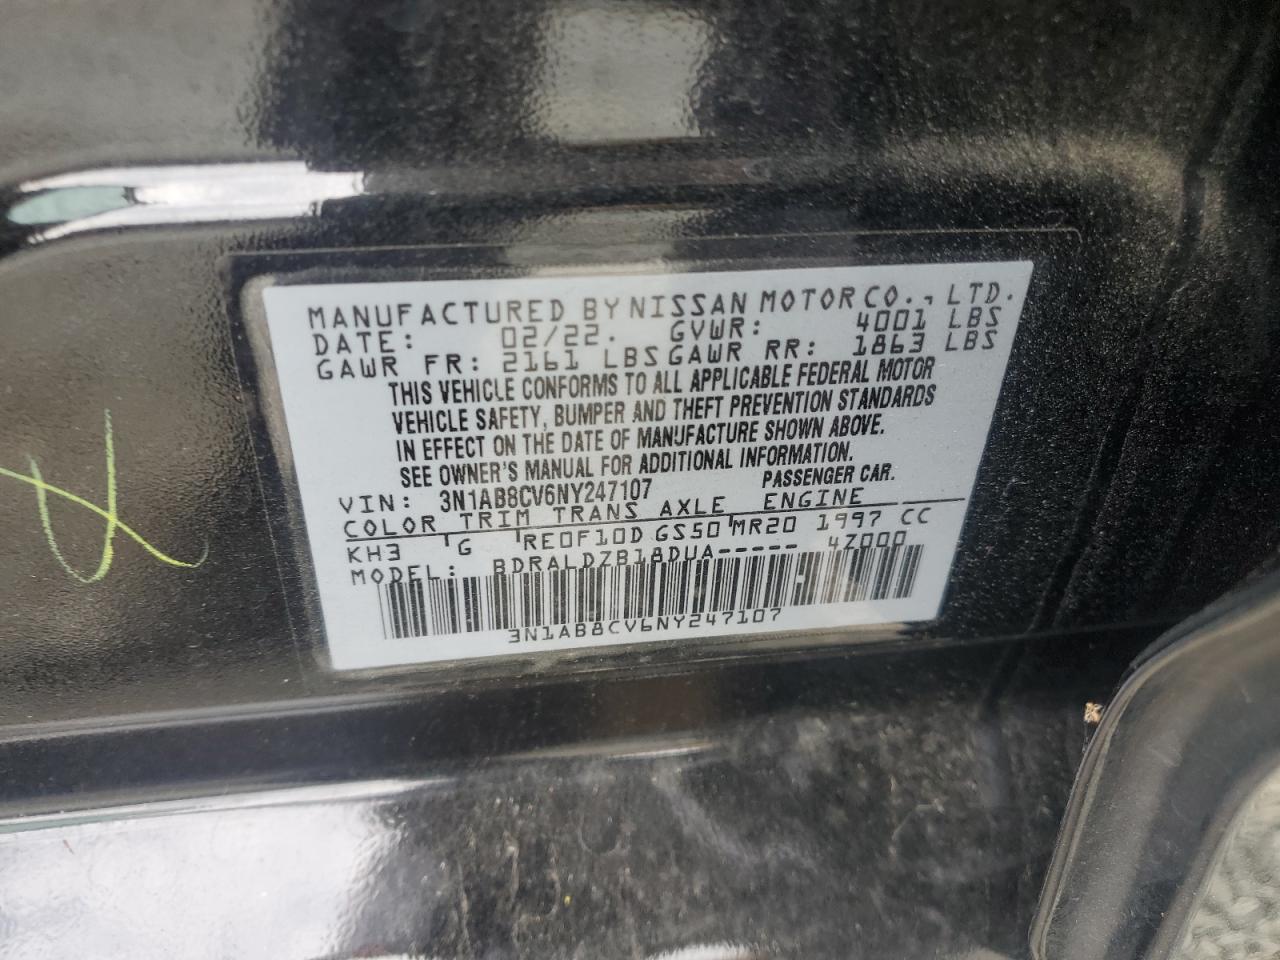 MANUFACTURED BY NISSAN MOTOR CO., LTD.
DATE: 02/22. GVWR: 4001 LBS
GAWR FR: 2161 LBS GAWR RR: 1863 LBS
THIS VEHICLE CONFORMS TO ALL APPLICABLE FEDERAL MOTOR
VEHICLE SAFETY, BUMPER AND THEFT PREVENTION STANDARDS
IN EFFECT ON THE DATE OF MANUFACTURE SHOWN ABOVE.
SEE OWNER'S MANUAL FOR ADDITIONAL INFORMATION.
VIN: 3N1AB8CV6NY247107 PASSENGER CAR.
COLOR TRIM TRANS AXLE ENGINE
KH3 G RE0F10D GS50 MR20 1997 CC
MODEL: BDRALDZB18DUA----- 4Z000
3N1AB8CV6NY247107